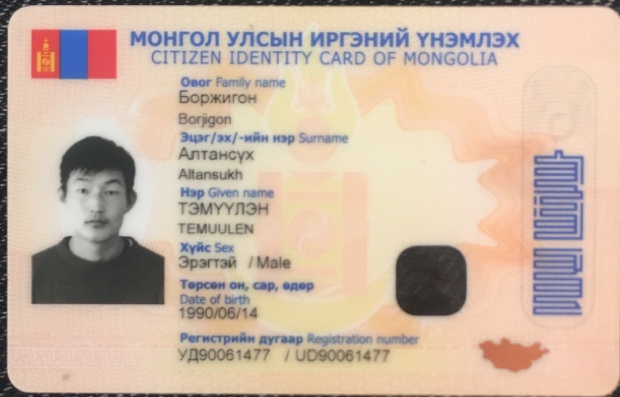 МОНГОЛ УЛСЫН ИРГЭНИЙ ҮНЭМЛЭХ
CITIZEN IDENTITY CARD OF MONGOLIA
Овог Family name
Боржигон
Borjigon
Эцэг/эх/-ийн нэр Surname
Алтансүх
Altansukh
Нэр Given name
ТЭМҮҮЛЭН
TEMUULEN
Хүйс Sex
Эрэгтэй / Male
Төрсөн он, сар, өдөр
Date of birth
1990/06/14
Регистрийн дугаар Registration number
УД90061477 / UD90061477